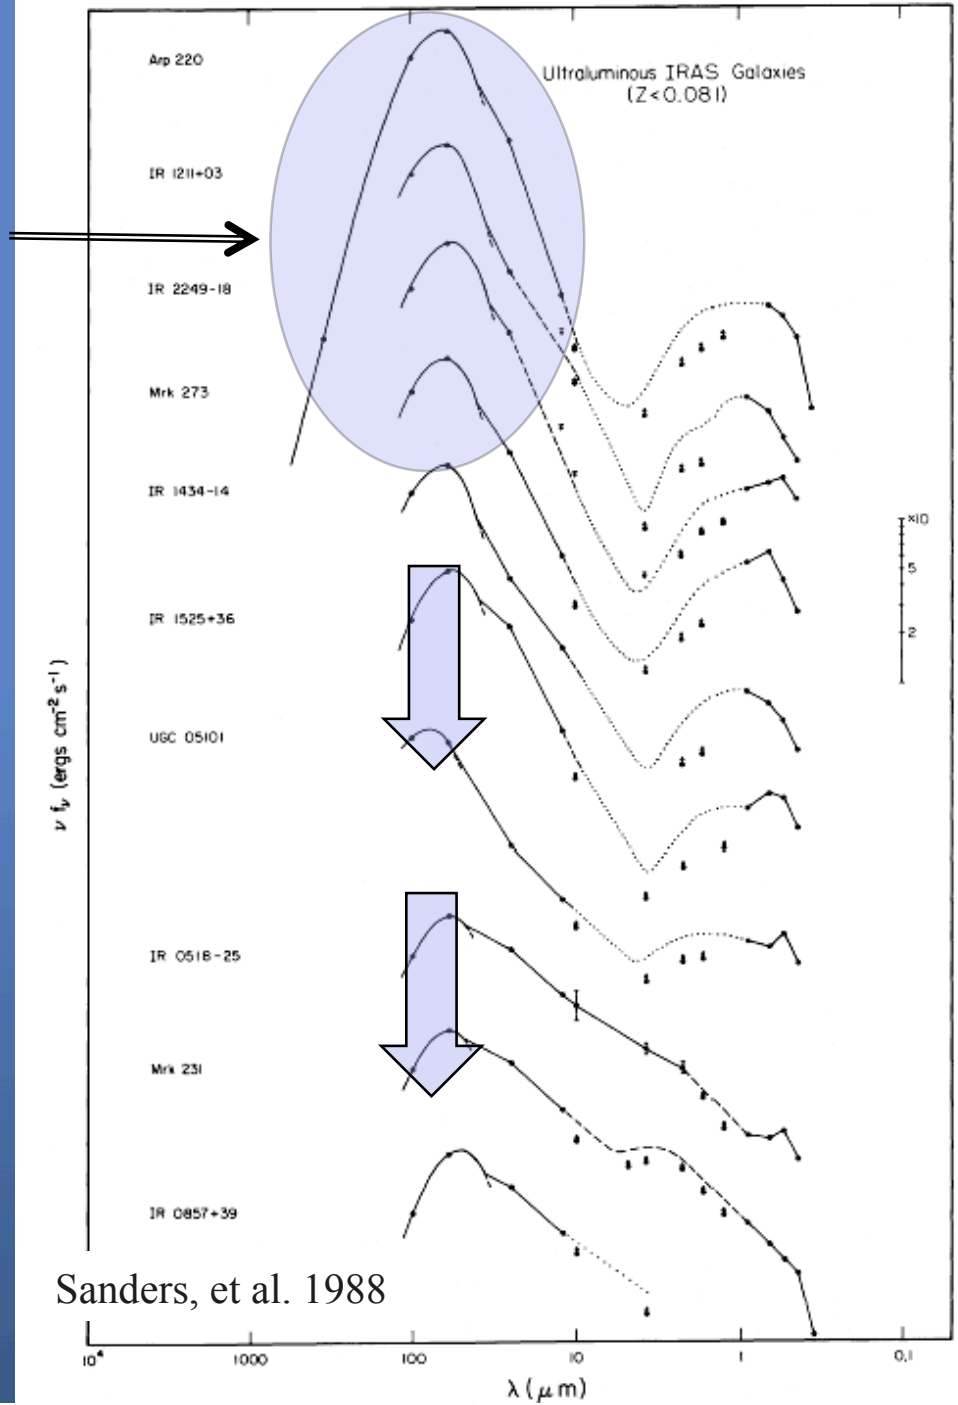 Arp 220
Ultraluminous IRAS Galaxies
(Z<0.081)
IR 1211+03
IR 2249-18
Mrk 273
IR 1434-14
×10
5
IR 1525+36
2
UGC 05101
ν fν (ergs cm⁻² s⁻¹)
IR 0518-25
Mrk 231
IR 0857+39
Sanders, et al. 1988
10⁴
1000
100
10
1
0.1
λ (μm)